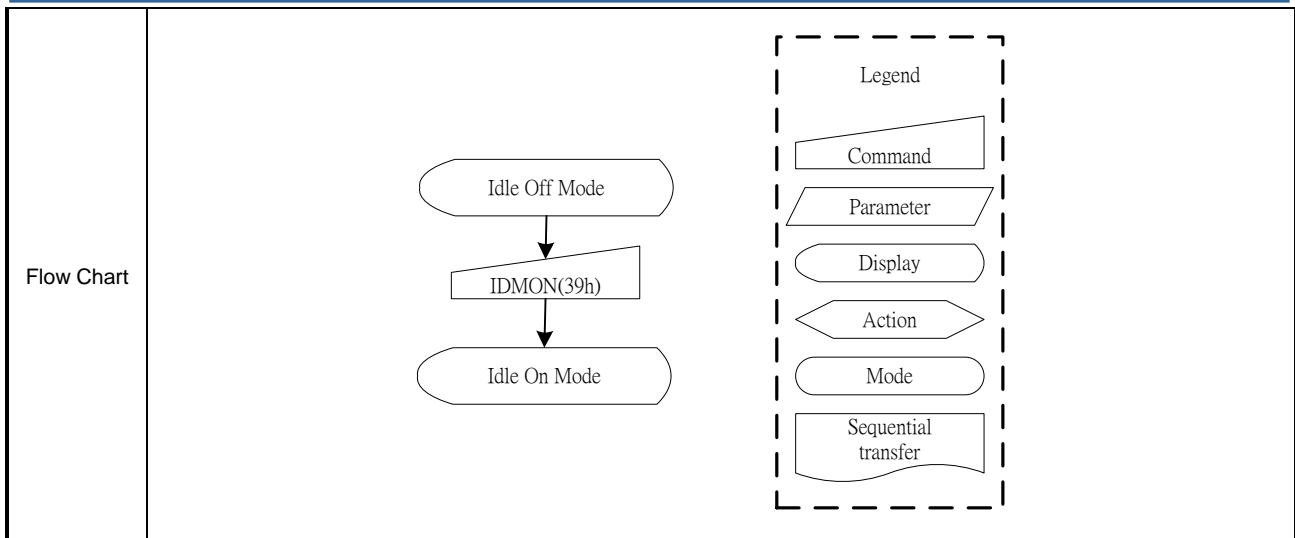 Flow Chart
Idle Off Mode
IDMON(39h)
Idle On Mode
Legend
Command
Parameter
Display
Action
Mode
Sequential
transfer